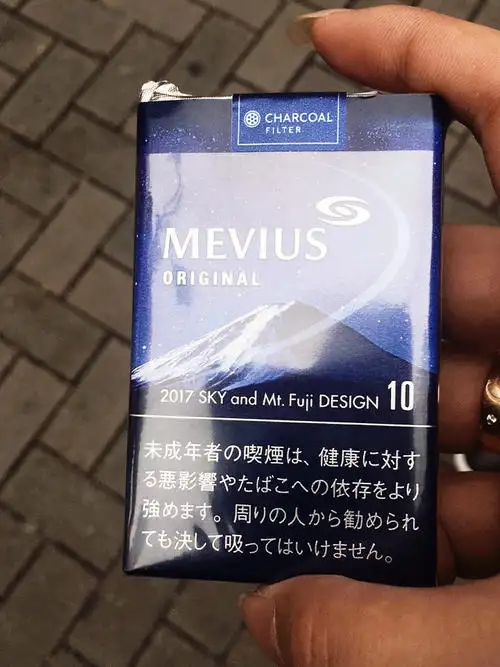 CHARCOAL
FILTER
MEVIUS
ORIGINAL
2017 SKY and Mt. Fuji DESIGN 10
未成年者の喫煙は、健康に対す
る悪影響やたばこへの依存をより
強めます。周りの人から勧められ
ても決して吸ってはいけません。